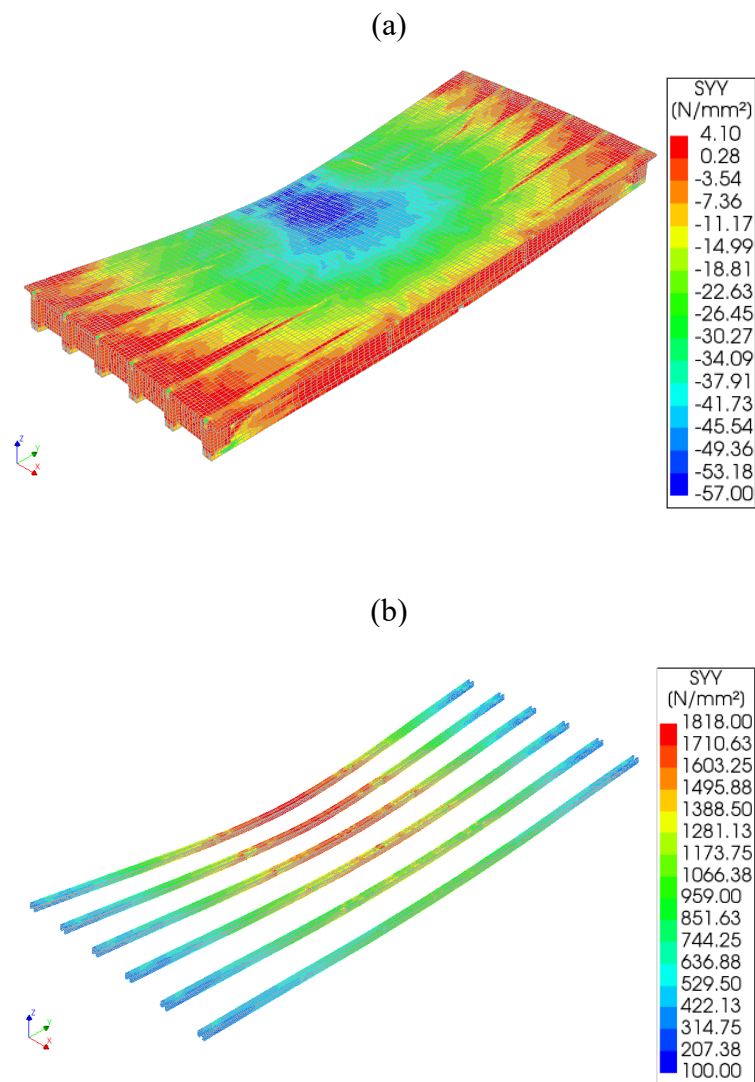 (a)
SYY
(N/mm²)
4.10
0.28
-3.54
-7.36
-11.17
-14.99
-18.81
-22.63
-26.45
-30.27
-34.09
-37.91
-41.73
-45.54
-49.36
-53.18
-57.00
Z
Y
X
(b)
SYY
(N/mm²)
1818.00
1710.63
1603.25
1495.88
1388.50
1281.13
1173.75
1066.38
959.00
851.63
744.25
636.88
529.50
422.13
314.75
207.38
100.00
Z
Y
X